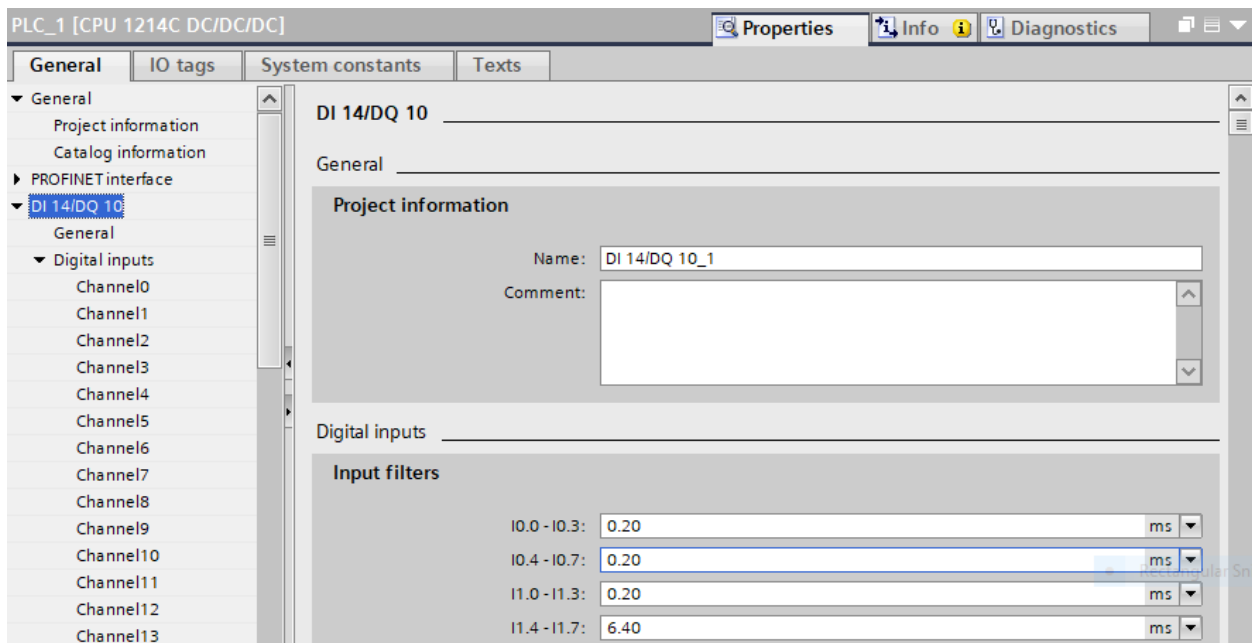 PLC_1 [CPU 1214C DC/DC/DC]
Properties
Info
Diagnostics
General
IO tags
System constants
Texts
General
Project information
Catalog information
PROFINET interface
DI 14/DQ 10
General
Digital inputs
Channel0
Channel1
Channel2
Channel3
Channel4
Channel5
Channel6
Channel7
Channel8
Channel9
Channel10
Channel11
Channel12
Channel13
DI 14/DQ 10
General
Project information
Name: DI 14/DQ 10_1
Comment:
Digital inputs
Input filters
I0.0 - I0.3: 0.20 ms
I0.4 - I0.7: 0.20 ms
Rectangular Sn
I1.0 - I1.3: 0.20 ms
I1.4 - I1.7: 6.40 ms